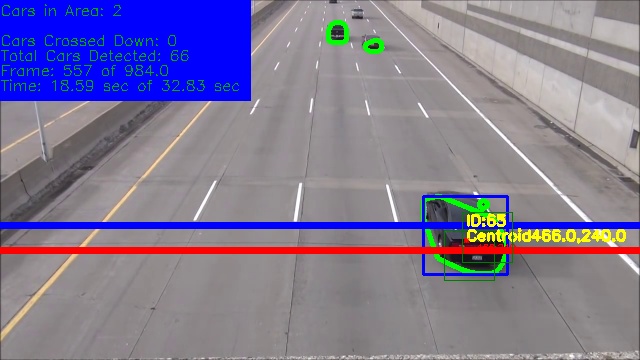 Cars in Area: 2
Cars Crossed Down: 0
Total Cars Detected: 66
Frame: 557 of 984.0
Time: 18.59 sec of 32.83 sec
ID:65
Centroid466.0,240.0